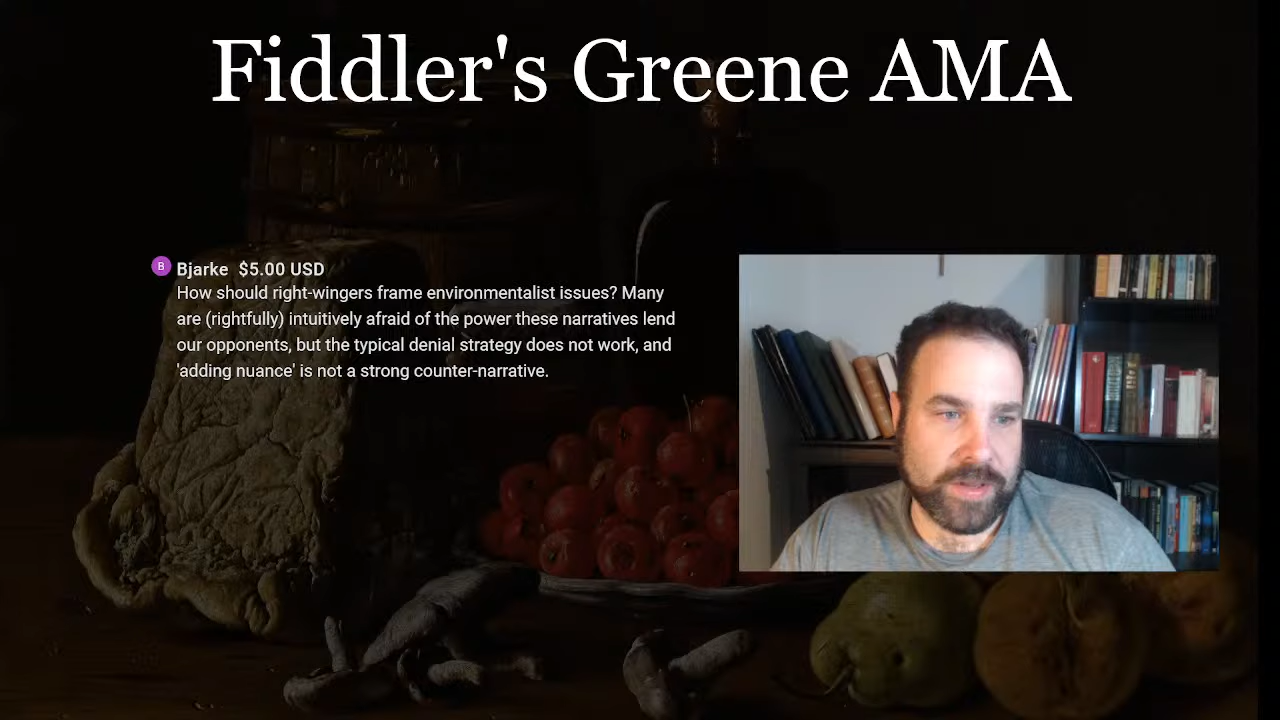 Fiddler's Greene AMA
B Bjarke $5.00 USD
How should right-wingers frame environmentalist issues? Many
are (rightfully) intuitively afraid of the power these narratives lend
our opponents, but the typical denial strategy does not work, and
'adding nuance' is not a strong counter-narrative.